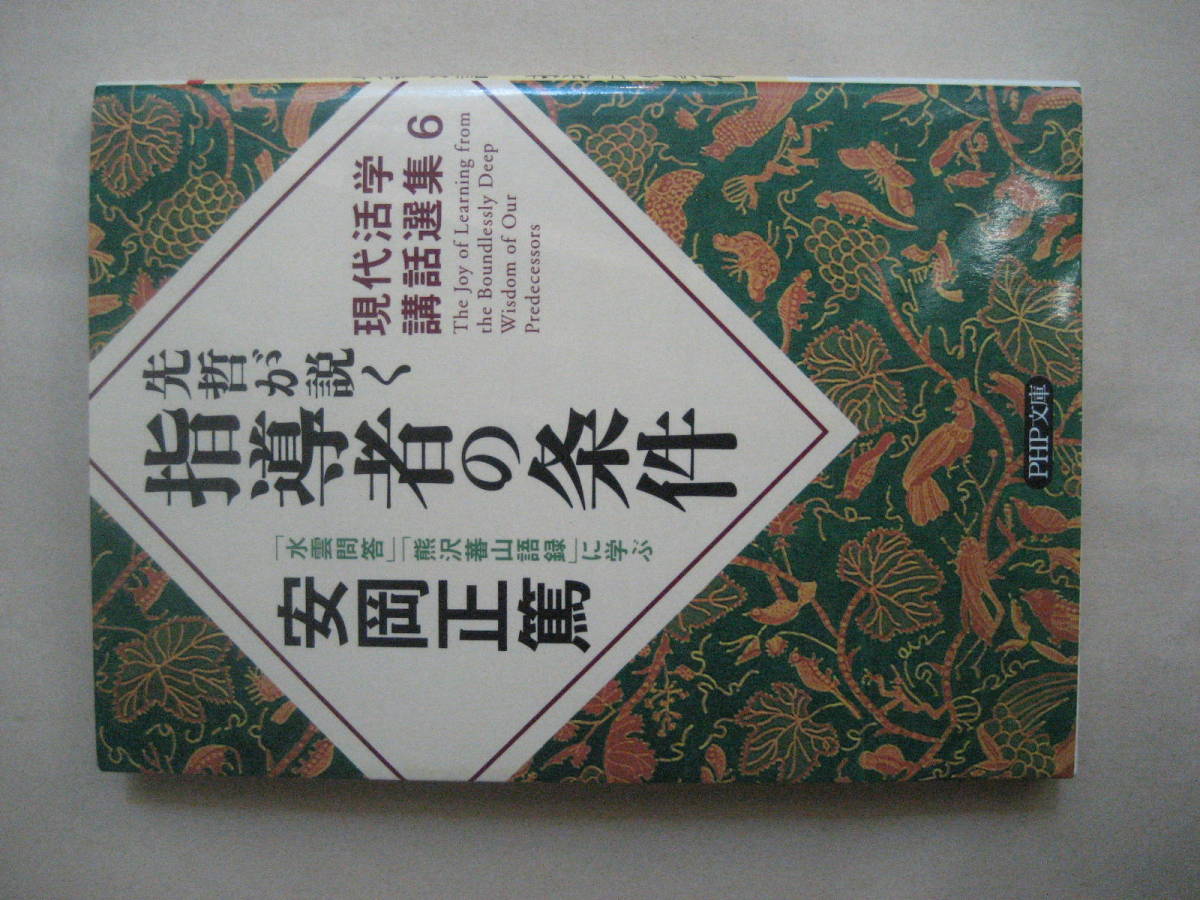 現代活学
講話選集 6
The Joy of Learning from
the Boundlessly Deep
Wisdom of Our
Predecessors
先哲が説く
指導者の条件
「水雲問答」「熊沢蕃山語録」に学ぶ
安岡正篤
PHP文庫